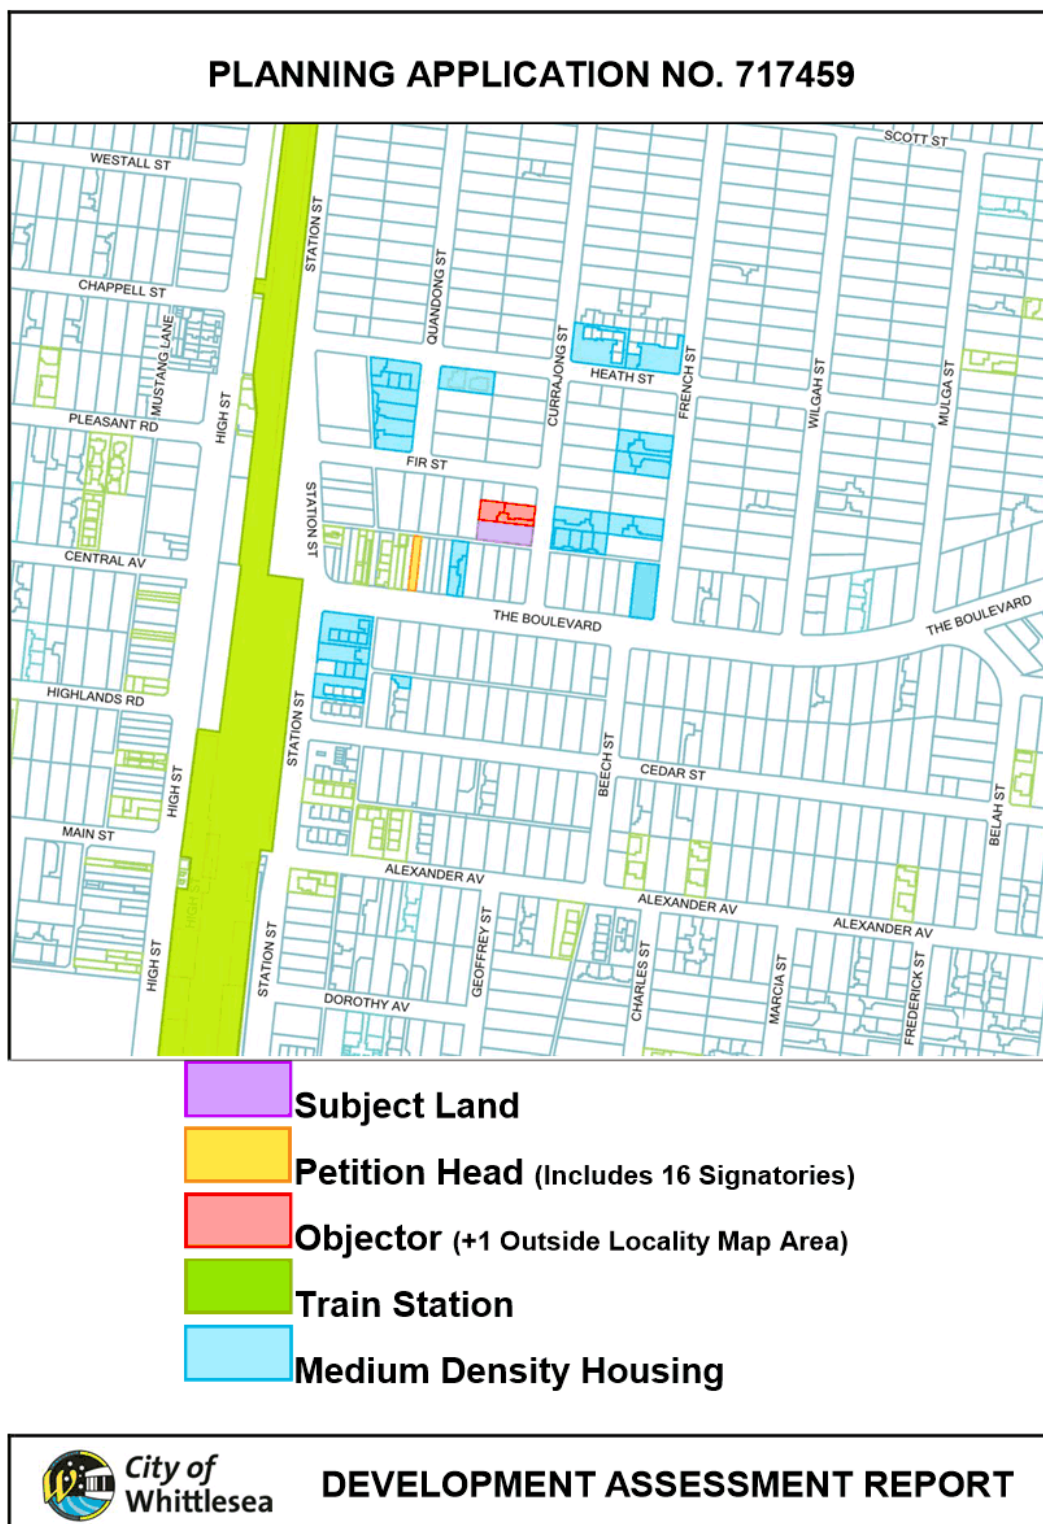 PLANNING APPLICATION NO. 717459
SCOTT ST
WESTALL ST
STATION ST
QUANDONG ST
CHAPPELL ST
MUSTANG LANE
CURRAJONG ST
HEATH ST
FRENCH ST
WILGAH ST
MULGA ST
HIGH ST
PLEASANT RD
FIR ST
STATION ST
CENTRAL AV
THE BOULEVARD
THE BOULEVARD
HIGHLANDS RD
STATION ST
BEECH ST
CEDAR ST
HIGH ST
BELAH ST
MAIN ST
ALEXANDER AV
ALEXANDER AV
ALEXANDER AV
HIGH ST
HIGH ST
STATION ST
GEOFFREY ST
CHARLES ST
MARCIA ST
FREDERICK ST
DOROTHY AV
Subject Land
Petition Head (Includes 16 Signatories)
Objector (+1 Outside Locality Map Area)
Train Station
Medium Density Housing
City of
Whittlesea
DEVELOPMENT ASSESSMENT REPORT